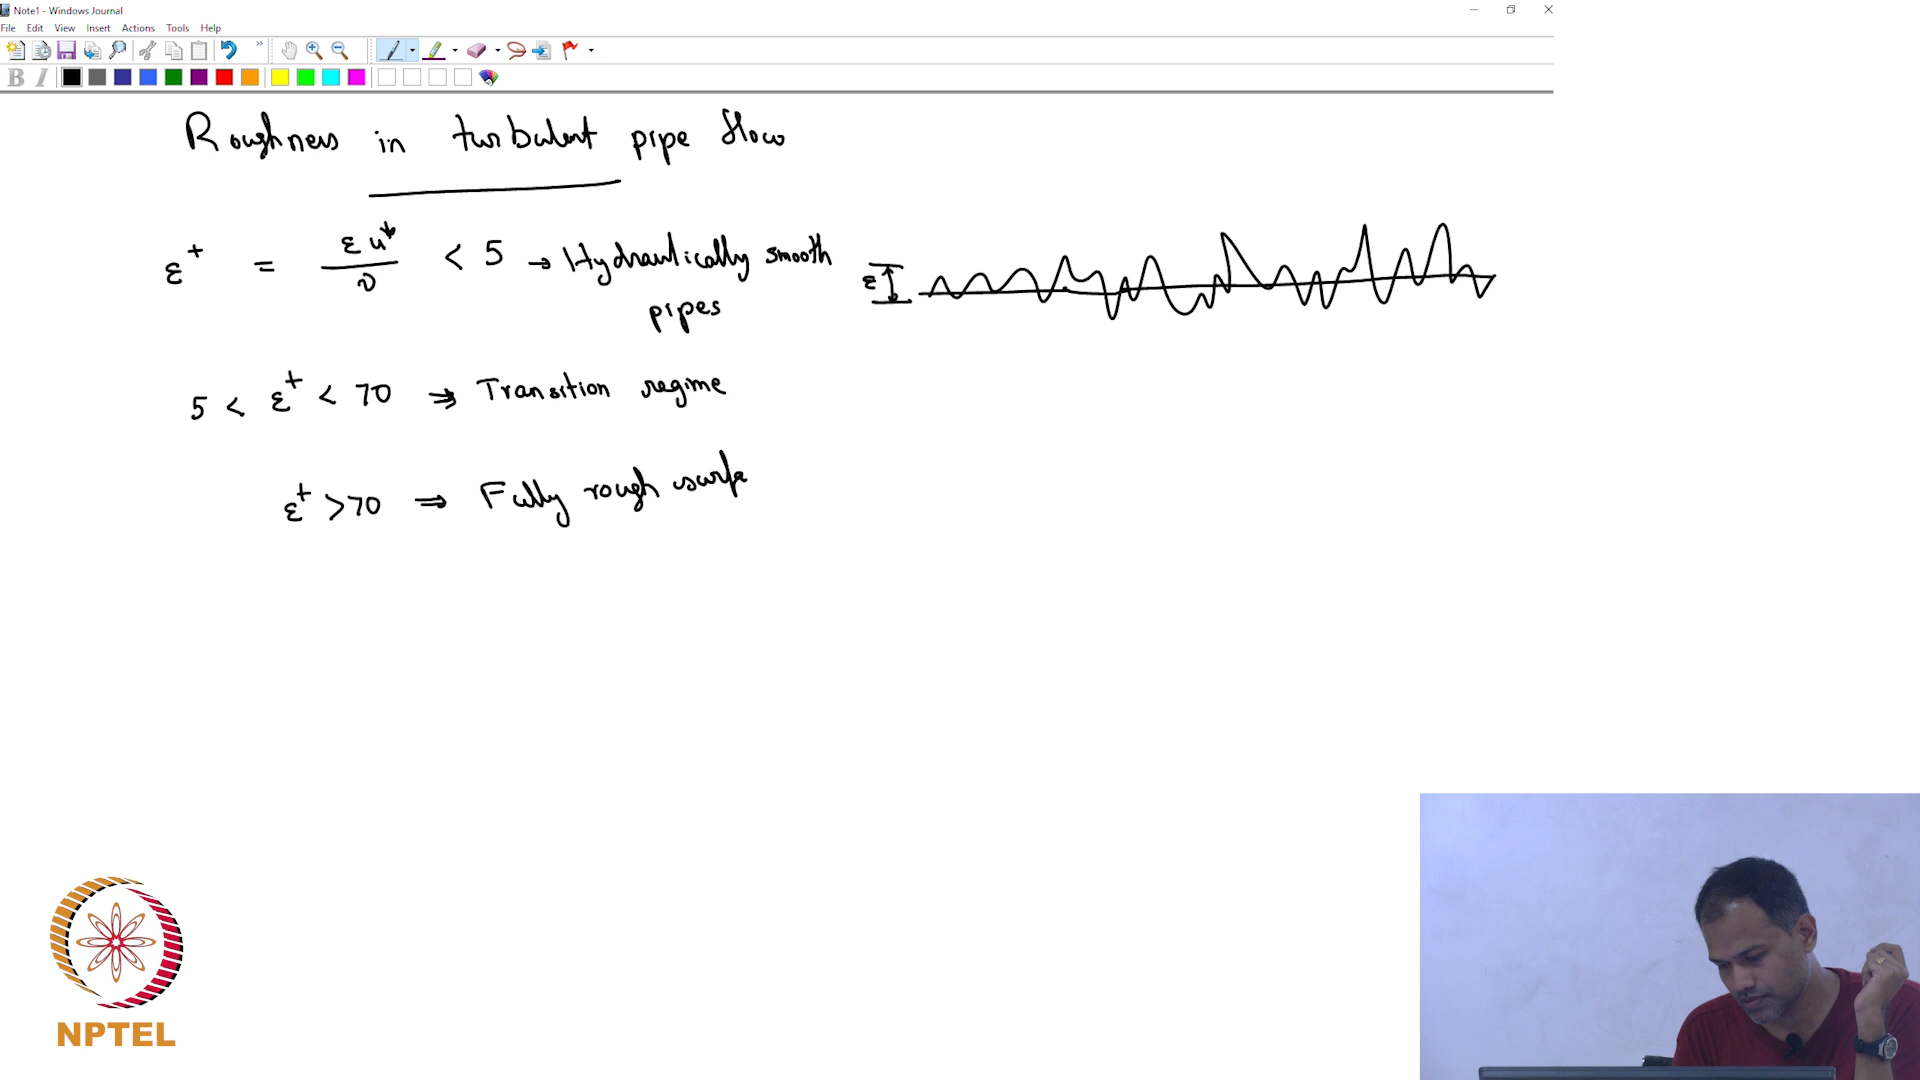 Note1 - Windows Journal
File Edit View Insert Actions Tools Help
B I
Roughness in turbulent pipe flow
ε⁺ = εu*/ν < 5 → Hydraulically smooth
pipes
ε
5 < ε⁺ < 70 ⇒ Transition regime
ε⁺ > 70 ⇒ Fully rough surfa
NPTEL